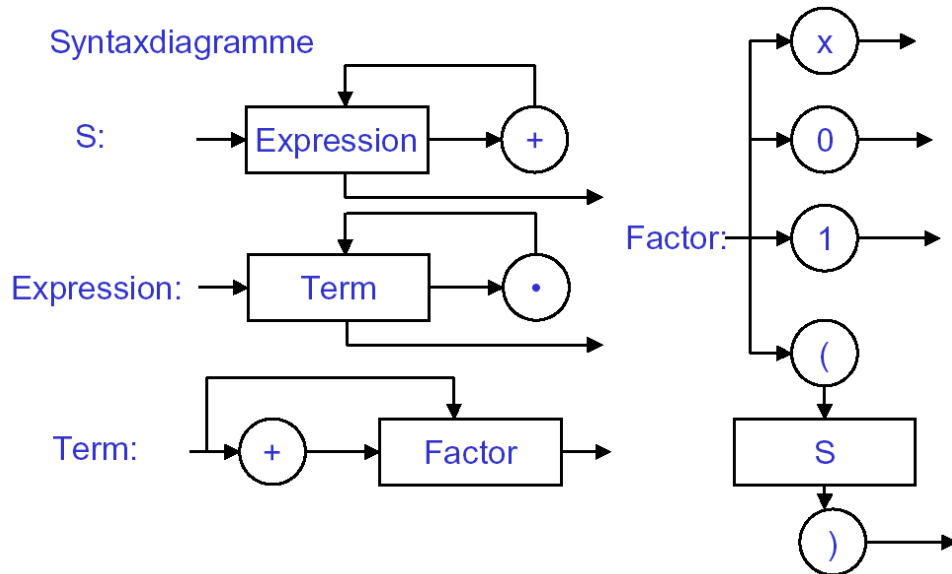 Syntaxdiagramme
S:
Expression
+
Expression:
Term
•
Term:
+
Factor
Factor:
x
0
1
(
S
)